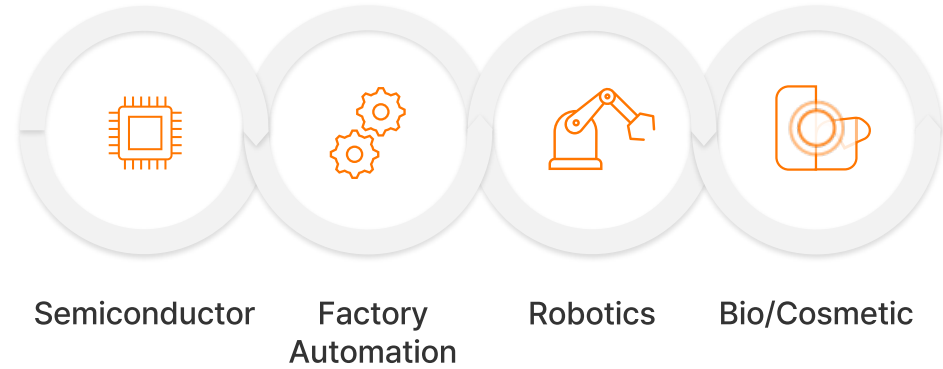 Semiconductor
Factory
Automation
Robotics
Bio/Cosmetic